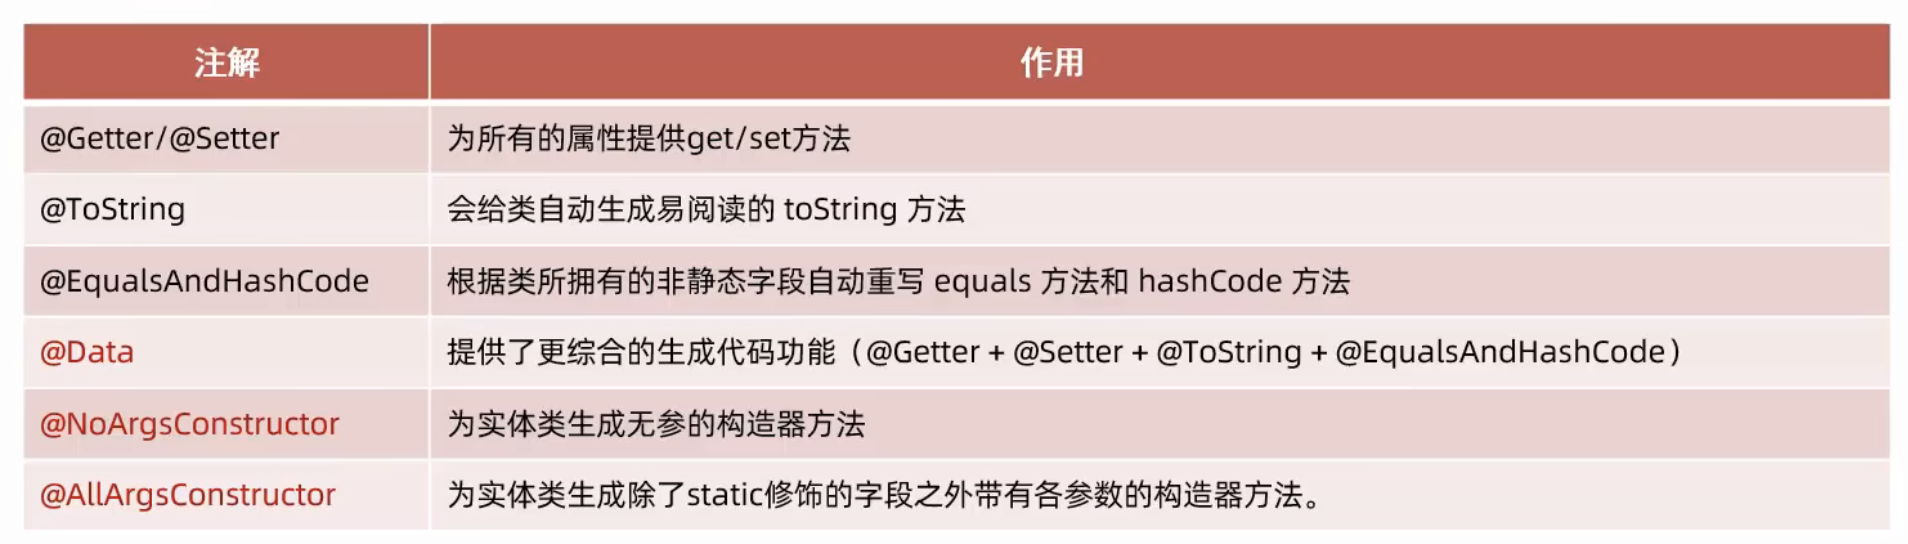 注解 作用
@Getter/@Setter 为所有的属性提供get/set方法
@ToString 会给类自动生成易阅读的 toString 方法
@EqualsAndHashCode 根据类所拥有的非静态字段自动重写 equals 方法和 hashCode 方法
@Data 提供了更综合的生成代码功能（@Getter + @Setter + @ToString + @EqualsAndHashCode）
@NoArgsConstructor 为实体类生成无参的构造器方法
@AllArgsConstructor 为实体类生成除了static修饰的字段之外带有各参数的构造器方法。